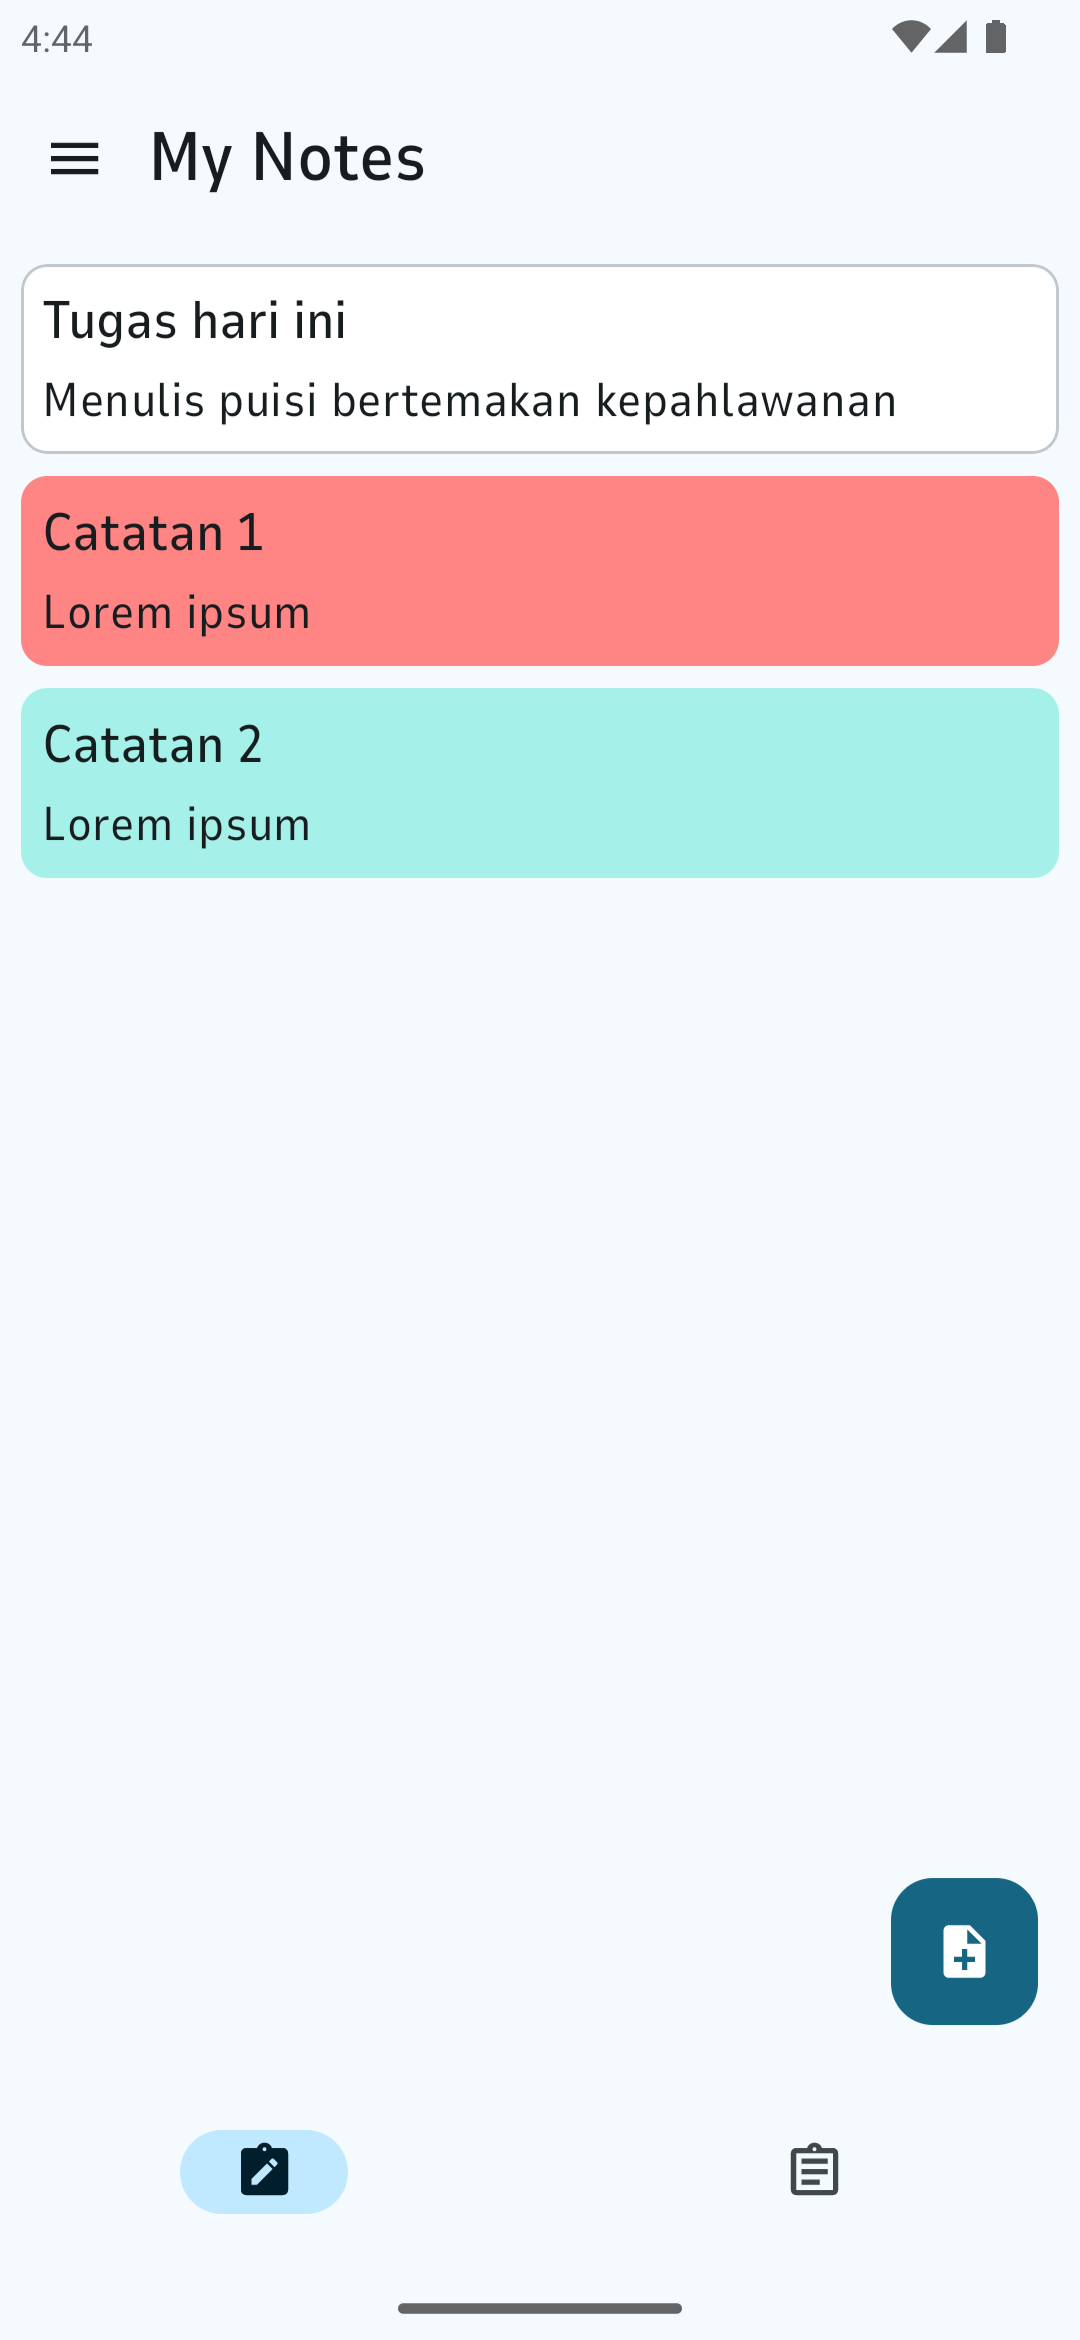 4:44
My Notes
Tugas hari ini
Menulis puisi bertemakan kepahlawanan
Catatan 1
Lorem ipsum
Catatan 2
Lorem ipsum